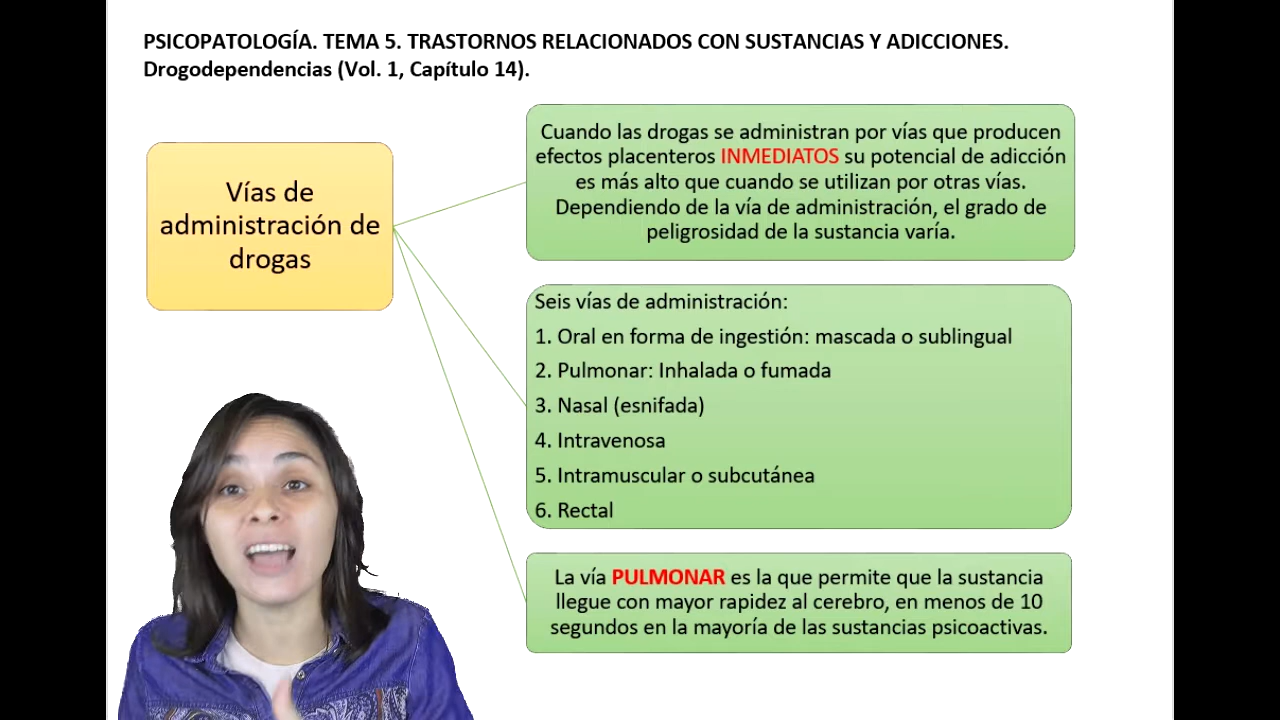 PSICOPATOLOGÍA. TEMA 5. TRASTORNOS RELACIONADOS CON SUSTANCIAS Y ADICCIONES.
Drogodependencias (Vol. 1, Capítulo 14).
Vías de
administración de
drogas
Cuando las drogas se administran por vías que producen
efectos placenteros INMEDIATOS su potencial de adicción
es más alto que cuando se utilizan por otras vías.
Dependiendo de la vía de administración, el grado de
peligrosidad de la sustancia varía.
Seis vías de administración:
1. Oral en forma de ingestión: mascada o sublingual
2. Pulmonar: Inhalada o fumada
3. Nasal (esnifada)
4. Intravenosa
5. Intramuscular o subcutánea
6. Rectal
La vía PULMONAR es la que permite que la sustancia
llegue con mayor rapidez al cerebro, en menos de 10
segundos en la mayoría de las sustancias psicoactivas.